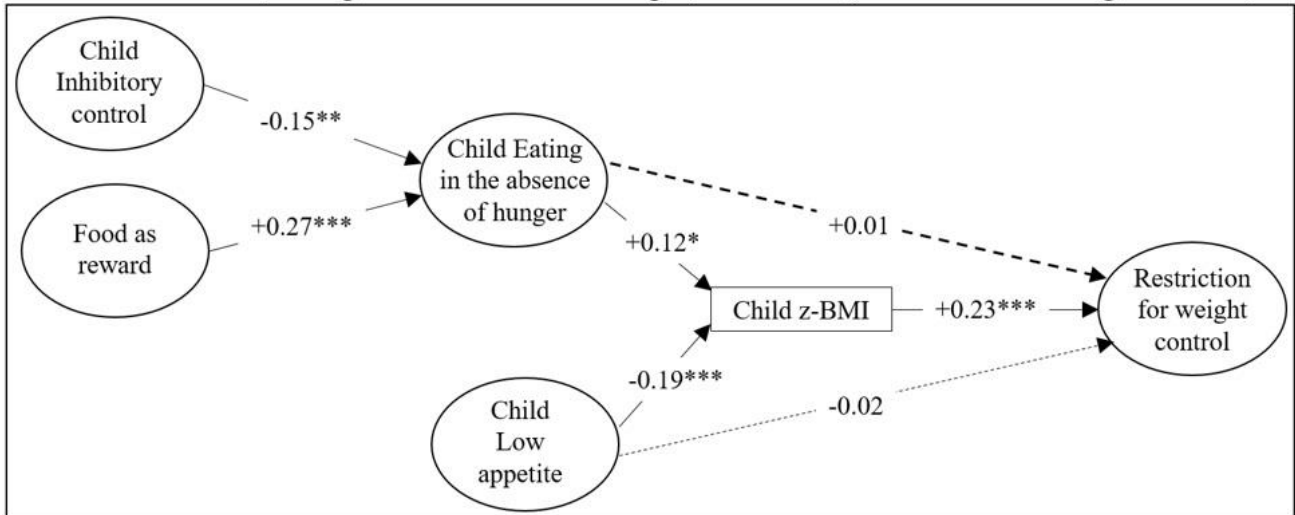 Child
Inhibitory
control
-0.15**
Food as
reward
+0.27***
Child Eating
in the absence
of hunger
+0.01
+0.12*
Child z-BMI
+0.23***
Restriction
for weight
control
-0.19***
-0.02
Child
Low
appetite